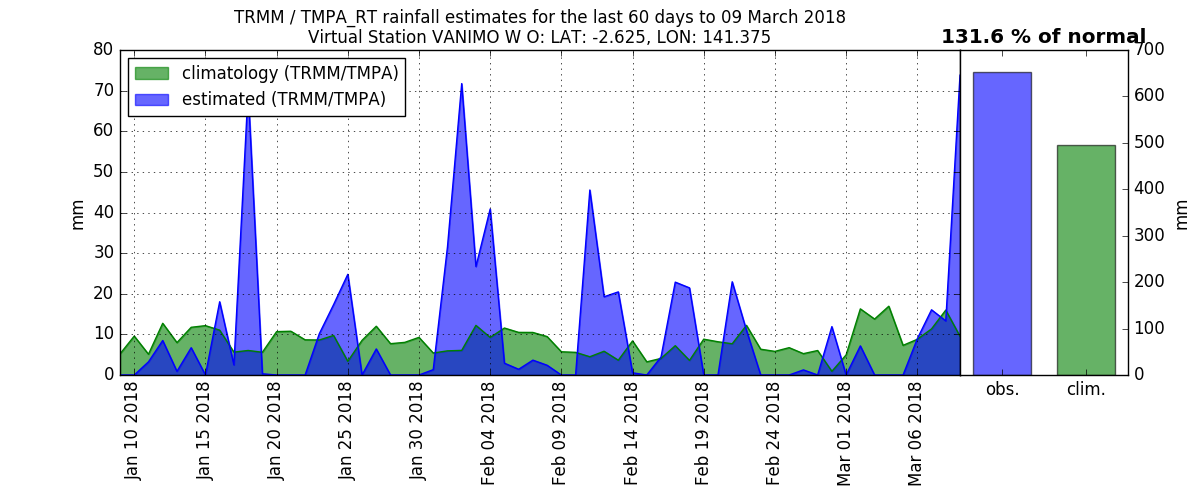 TRMM / TMPA_RT rainfall estimates for the last 60 days to 09 March 2018
Virtual Station VANIMO W O: LAT: -2.625, LON: 141.375
131.6 % of normal
climatology (TRMM/TMPA)
estimated (TRMM/TMPA)
mm
80
70
60
50
40
30
20
10
0
Jan 10 2018
Jan 15 2018
Jan 20 2018
Jan 25 2018
Jan 30 2018
Feb 04 2018
Feb 09 2018
Feb 14 2018
Feb 19 2018
Feb 24 2018
Mar 01 2018
Mar 06 2018
obs.
clim.
700
600
500
400
300
200
100
0
mm